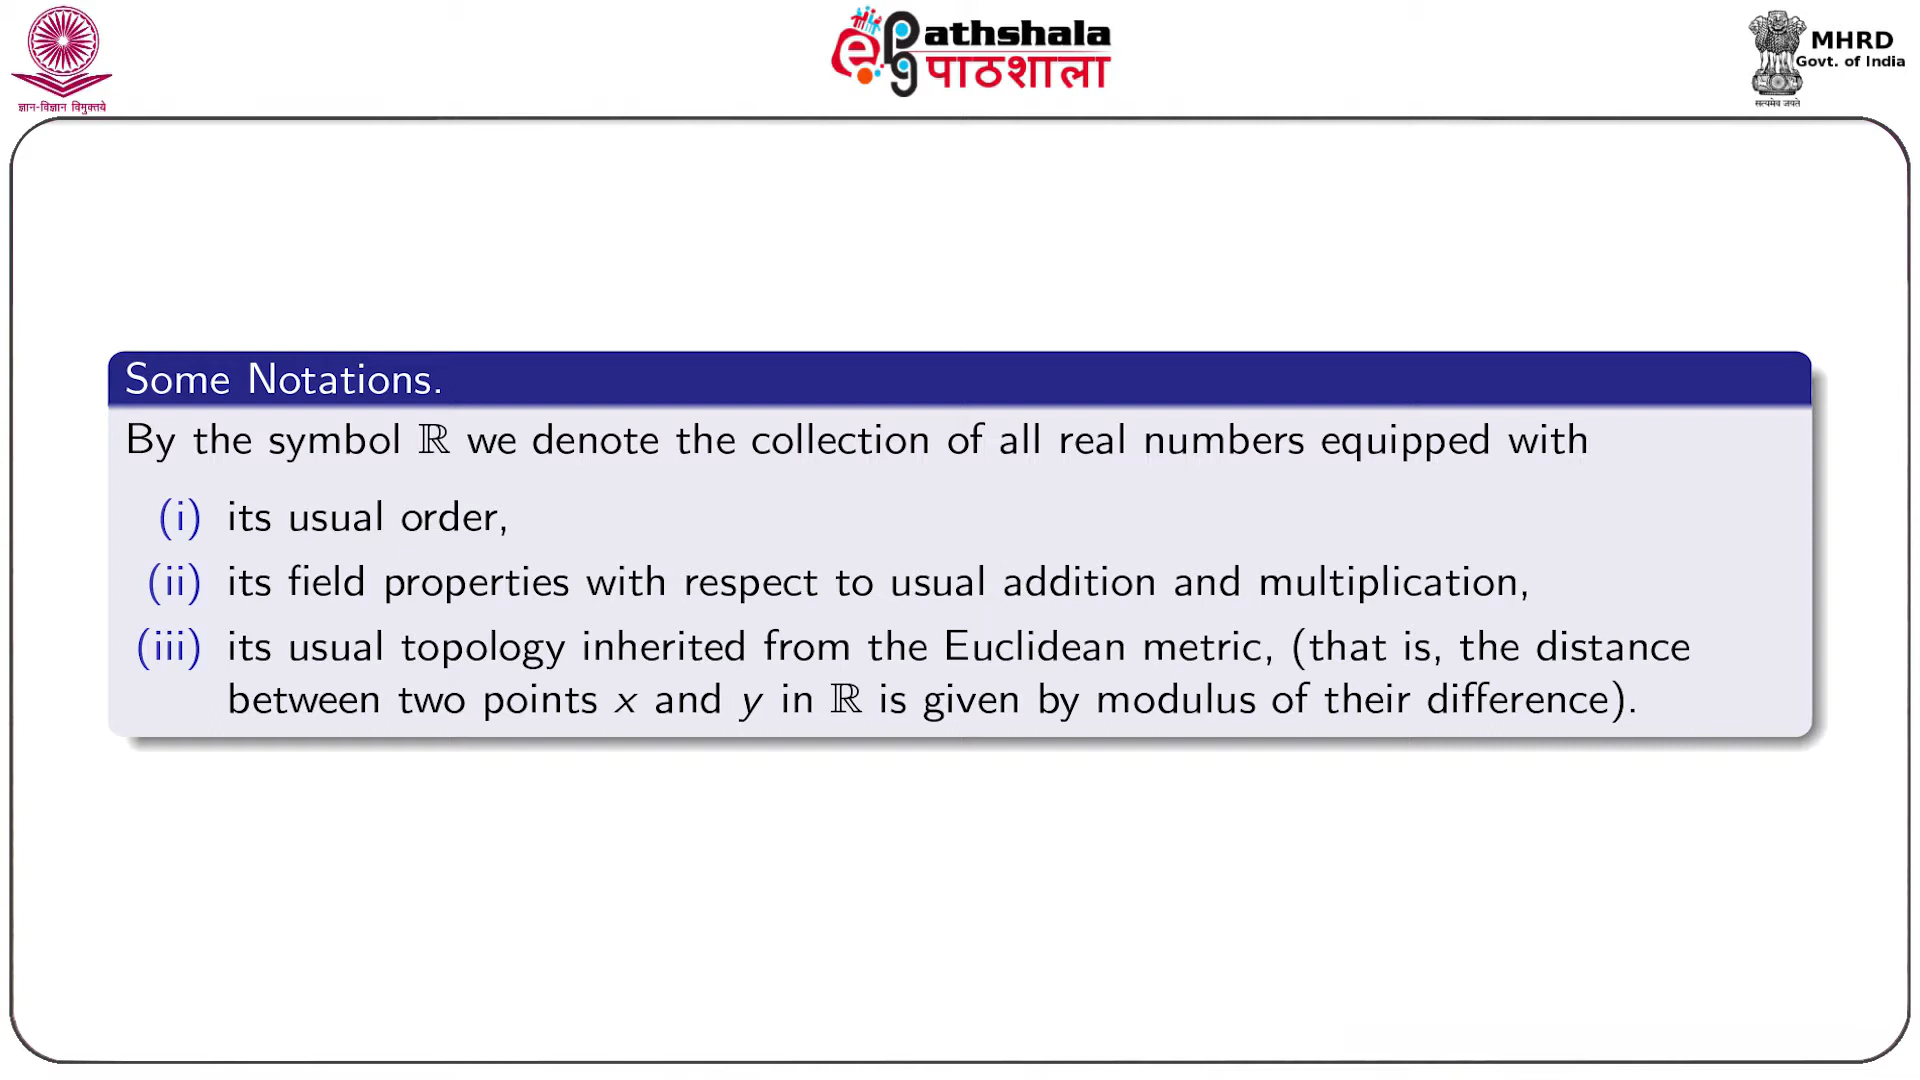 ज्ञान-विज्ञान विमुक्तये
ePG Pathshala
पाठशाला
MHRD
Govt. of India
सत्यमेव जयते
Some Notations.
By the symbol ℝ we denote the collection of all real numbers equipped with
(i) its usual order,
(ii) its field properties with respect to usual addition and multiplication,
(iii) its usual topology inherited from the Euclidean metric, (that is, the distance
between two points x and y in ℝ is given by modulus of their difference).